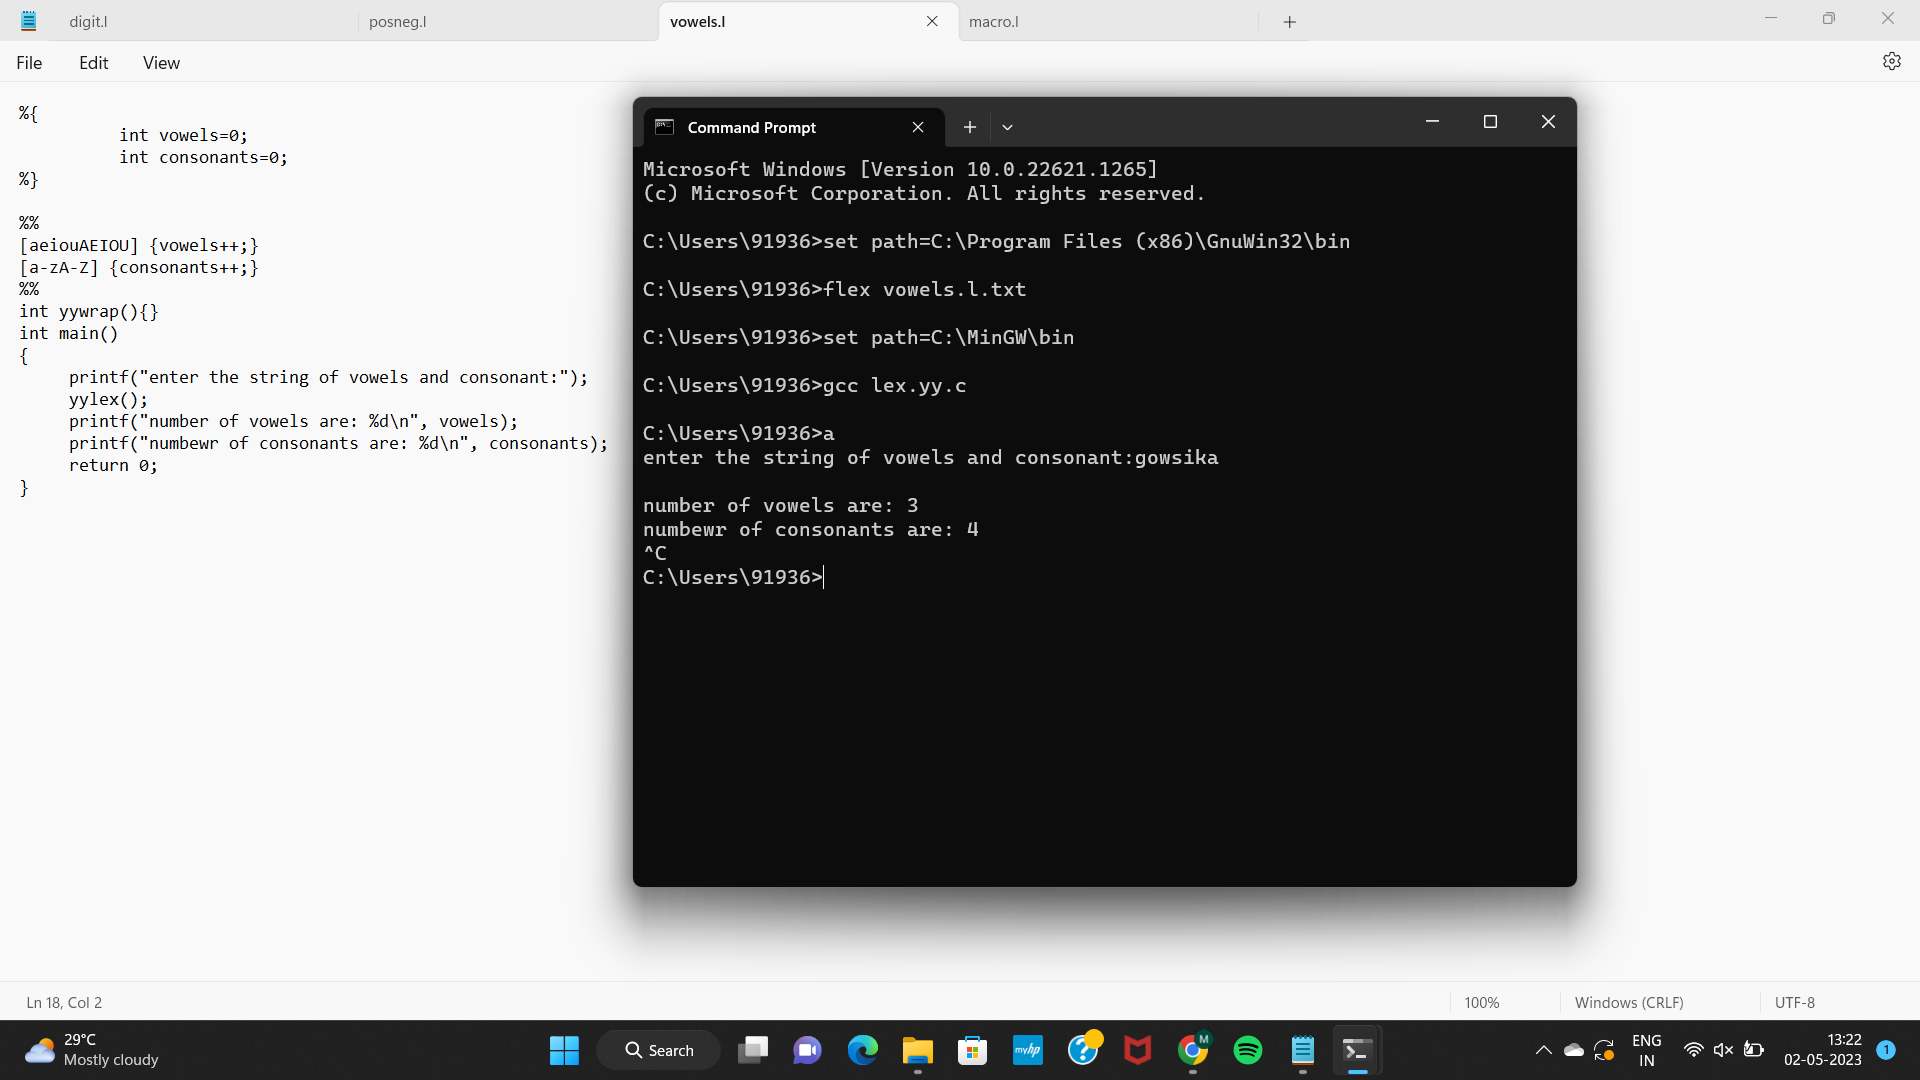 digit.l
posneg.l
vowels.l
macro.l
File
Edit
View
%{
int vowels=0;
int consonants=0;
%}
%%
[aeiouAEIOU] {vowels++;}
[a-zA-Z] {consonants++;}
%%
int yywrap(){}
int main()
{
printf("enter the string of vowels and consonant:");
yylex();
printf("number of vowels are: %d\n", vowels);
printf("numbewr of consonants are: %d\n", consonants);
return 0;
}
Command Prompt
Microsoft Windows [Version 10.0.22621.1265]
(c) Microsoft Corporation. All rights reserved.
C:\Users\91936>set path=C:\Program Files (x86)\GnuWin32\bin
C:\Users\91936>flex vowels.l.txt
C:\Users\91936>set path=C:\MinGW\bin
C:\Users\91936>gcc lex.yy.c
C:\Users\91936>a
enter the string of vowels and consonant:gowsika
number of vowels are: 3
numbewr of consonants are: 4
^C
C:\Users\91936>
Ln 18, Col 2
100%
Windows (CRLF)
UTF-8
29°C
Mostly cloudy
Search
myhp
M
ENG
IN
13:22
02-05-2023
1